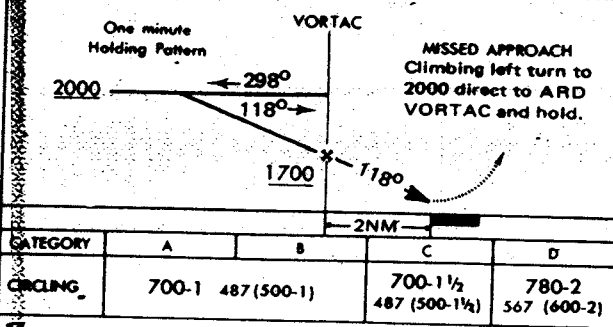 One minute
Holding Pattern
VORTAC
MISSED APPROACH
Climbing left turn to
2000 direct to ARD
VORTAC and hold.
2000
298°
118°
1700
118°
2NM
CATEGORY A B C D
CIRCLING 700-1 487 (500-1) 700-1½ 780-2
487 (500-1½) 567 (600-2)